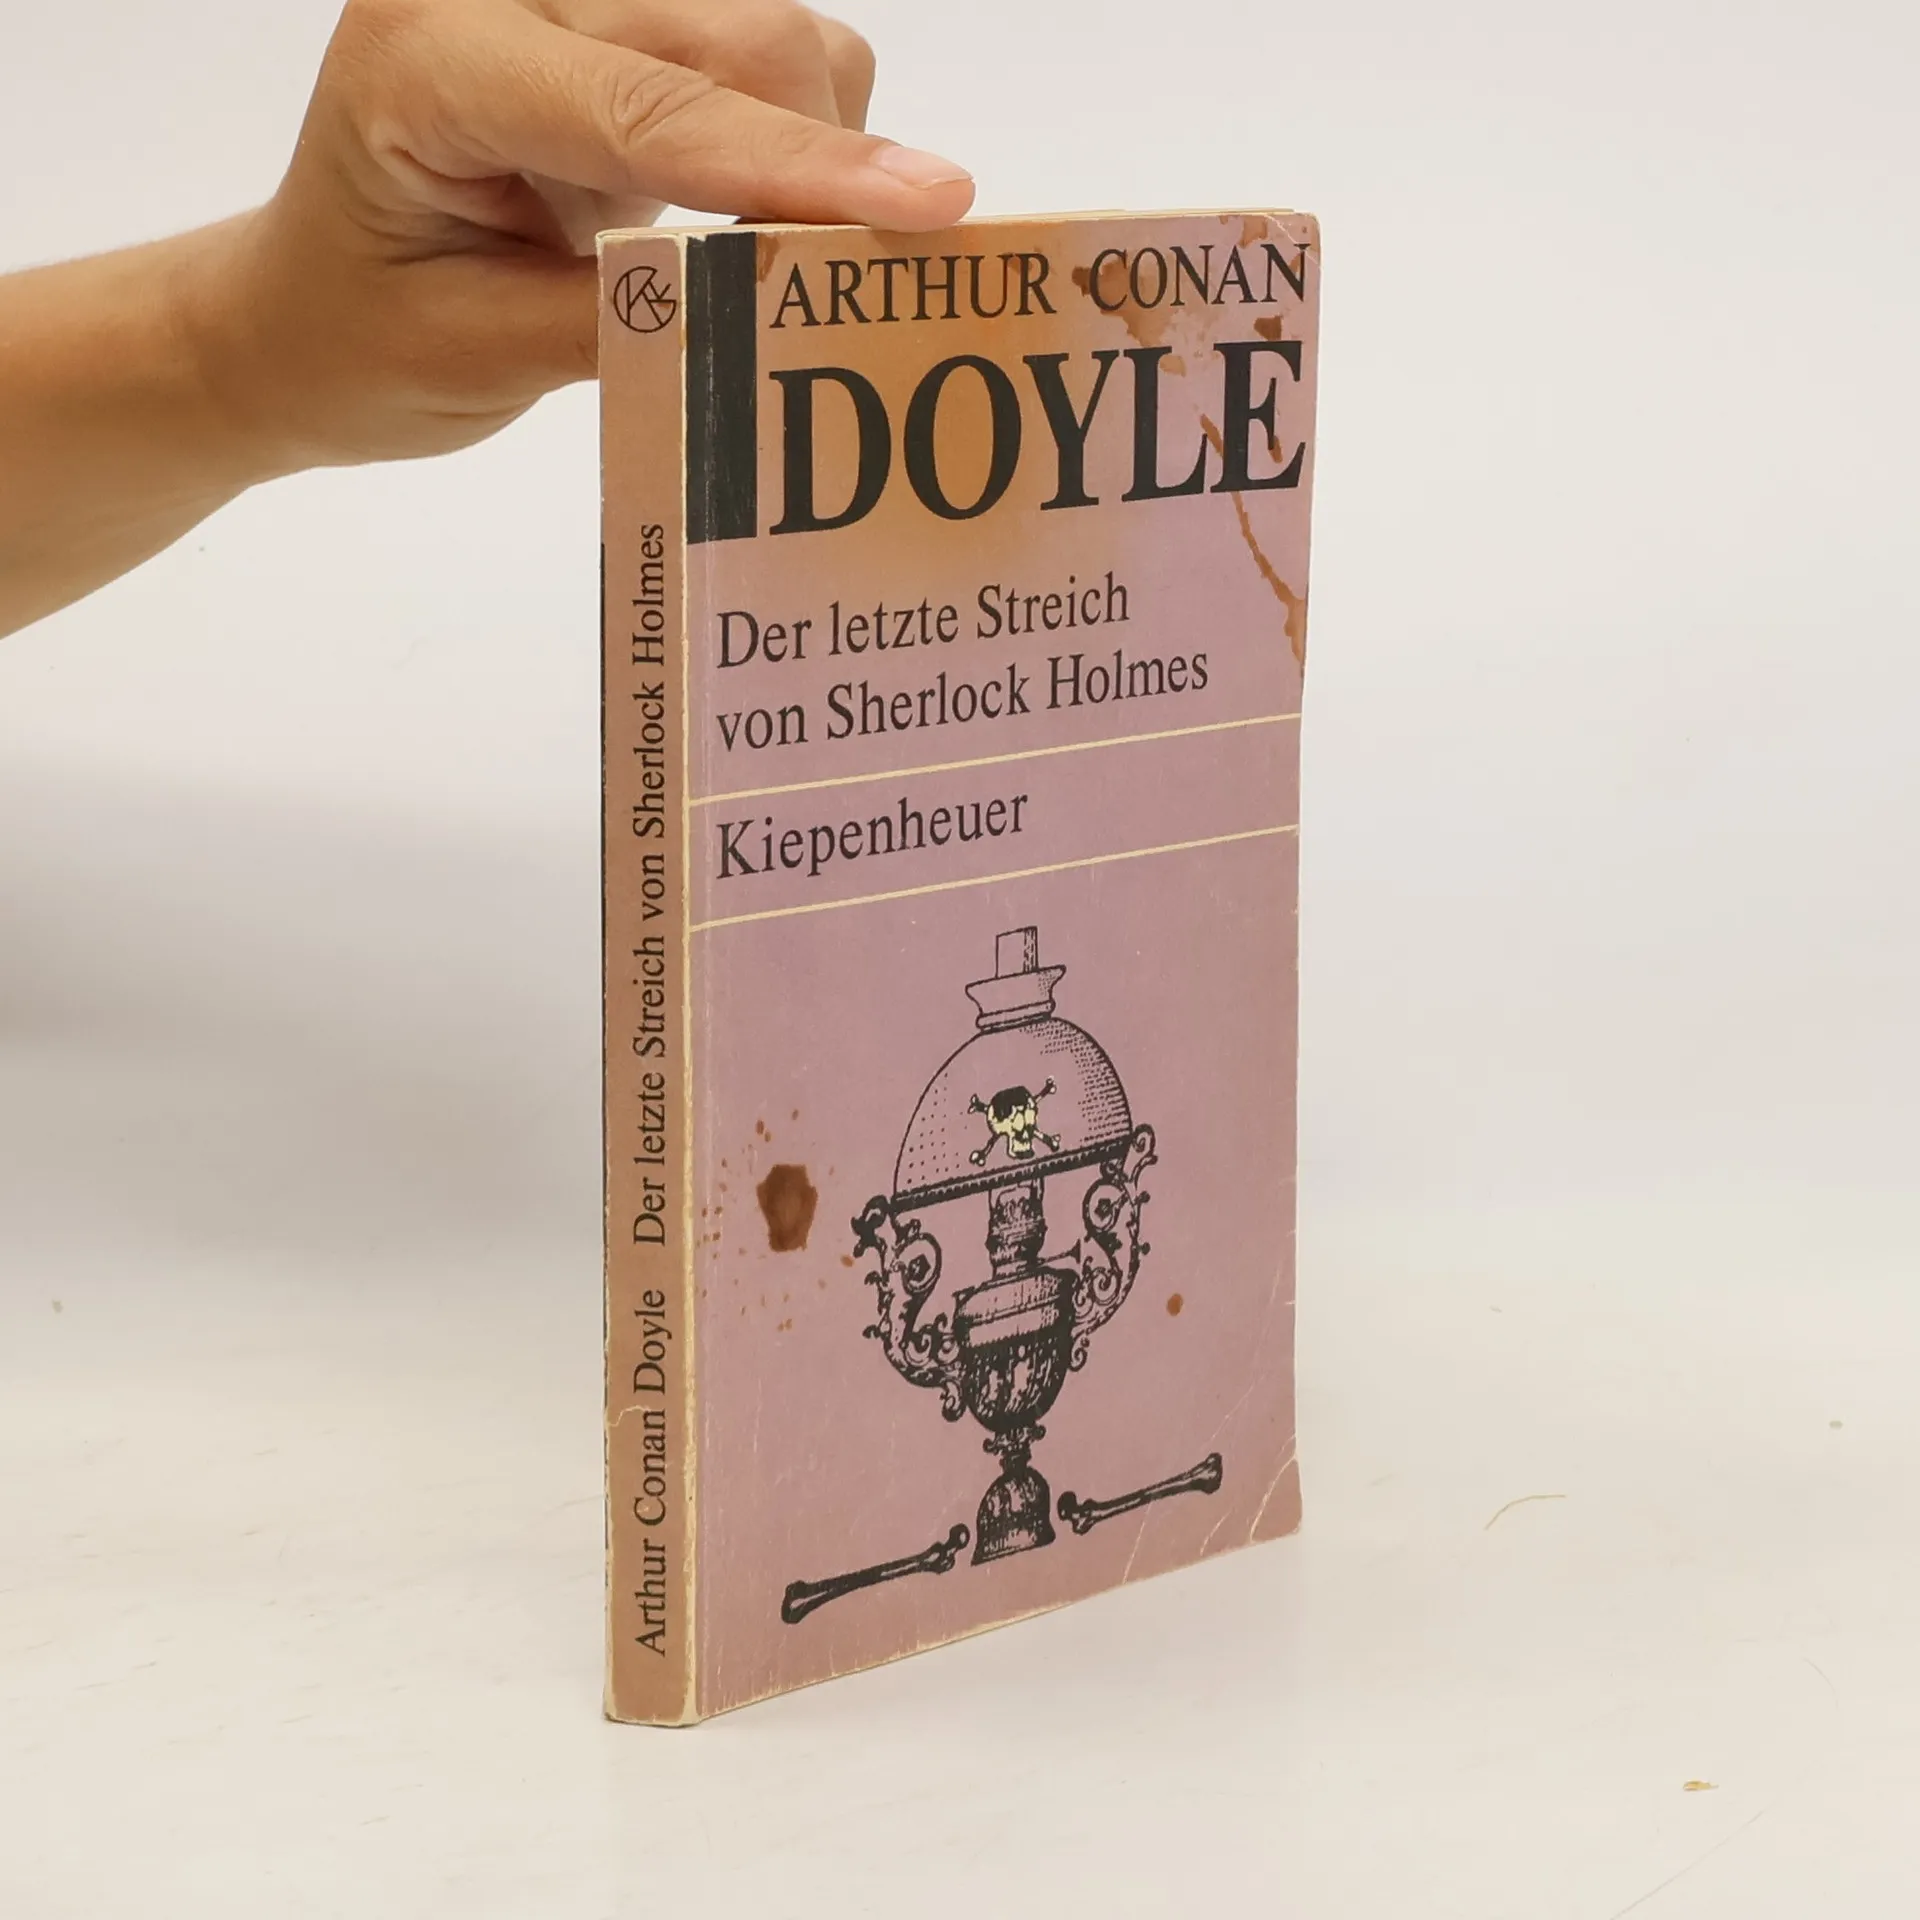 ARTHUR CONAN
DOYLE
Der letzte Streich
von Sherlock Holmes
Kiepenheuer
Arthur Conan Doyle Der letzte Streich von Sherlock Holmes